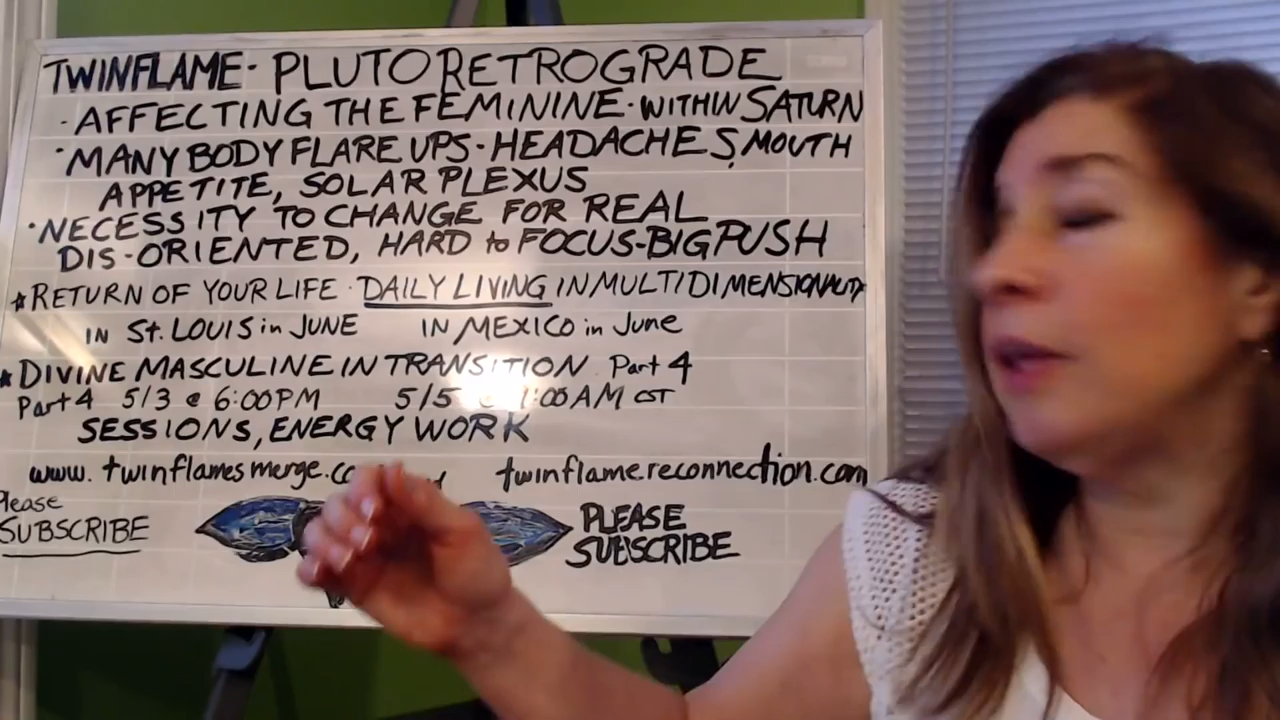 TWINFLAME · PLUTO RETROGRADE
· AFFECTING THE FEMININE · WITHIN SATURN
· MANY BODY FLARE UPS - HEADACHES, MOUTH
APPETITE, SOLAR PLEXUS
· NECESSITY TO CHANGE FOR REAL
DIS-ORIENTED, HARD to FOCUS - BIG PUSH
★ RETURN OF YOUR LIFE · DAILY LIVING IN MULTIDIMENSIONALITY
IN St. LOUIS in JUNE IN MEXICO in June
★ DIVINE MASCULINE IN TRANSITION Part 4
Part 4 5/3 @ 6:00PM 5/5 @ :00AM CST
SESSIONS, ENERGY WORK
www.twinflamesmerge.co twinflamereconnection.com
Please
SUBSCRIBE
PLEASE
SUBSCRIBE